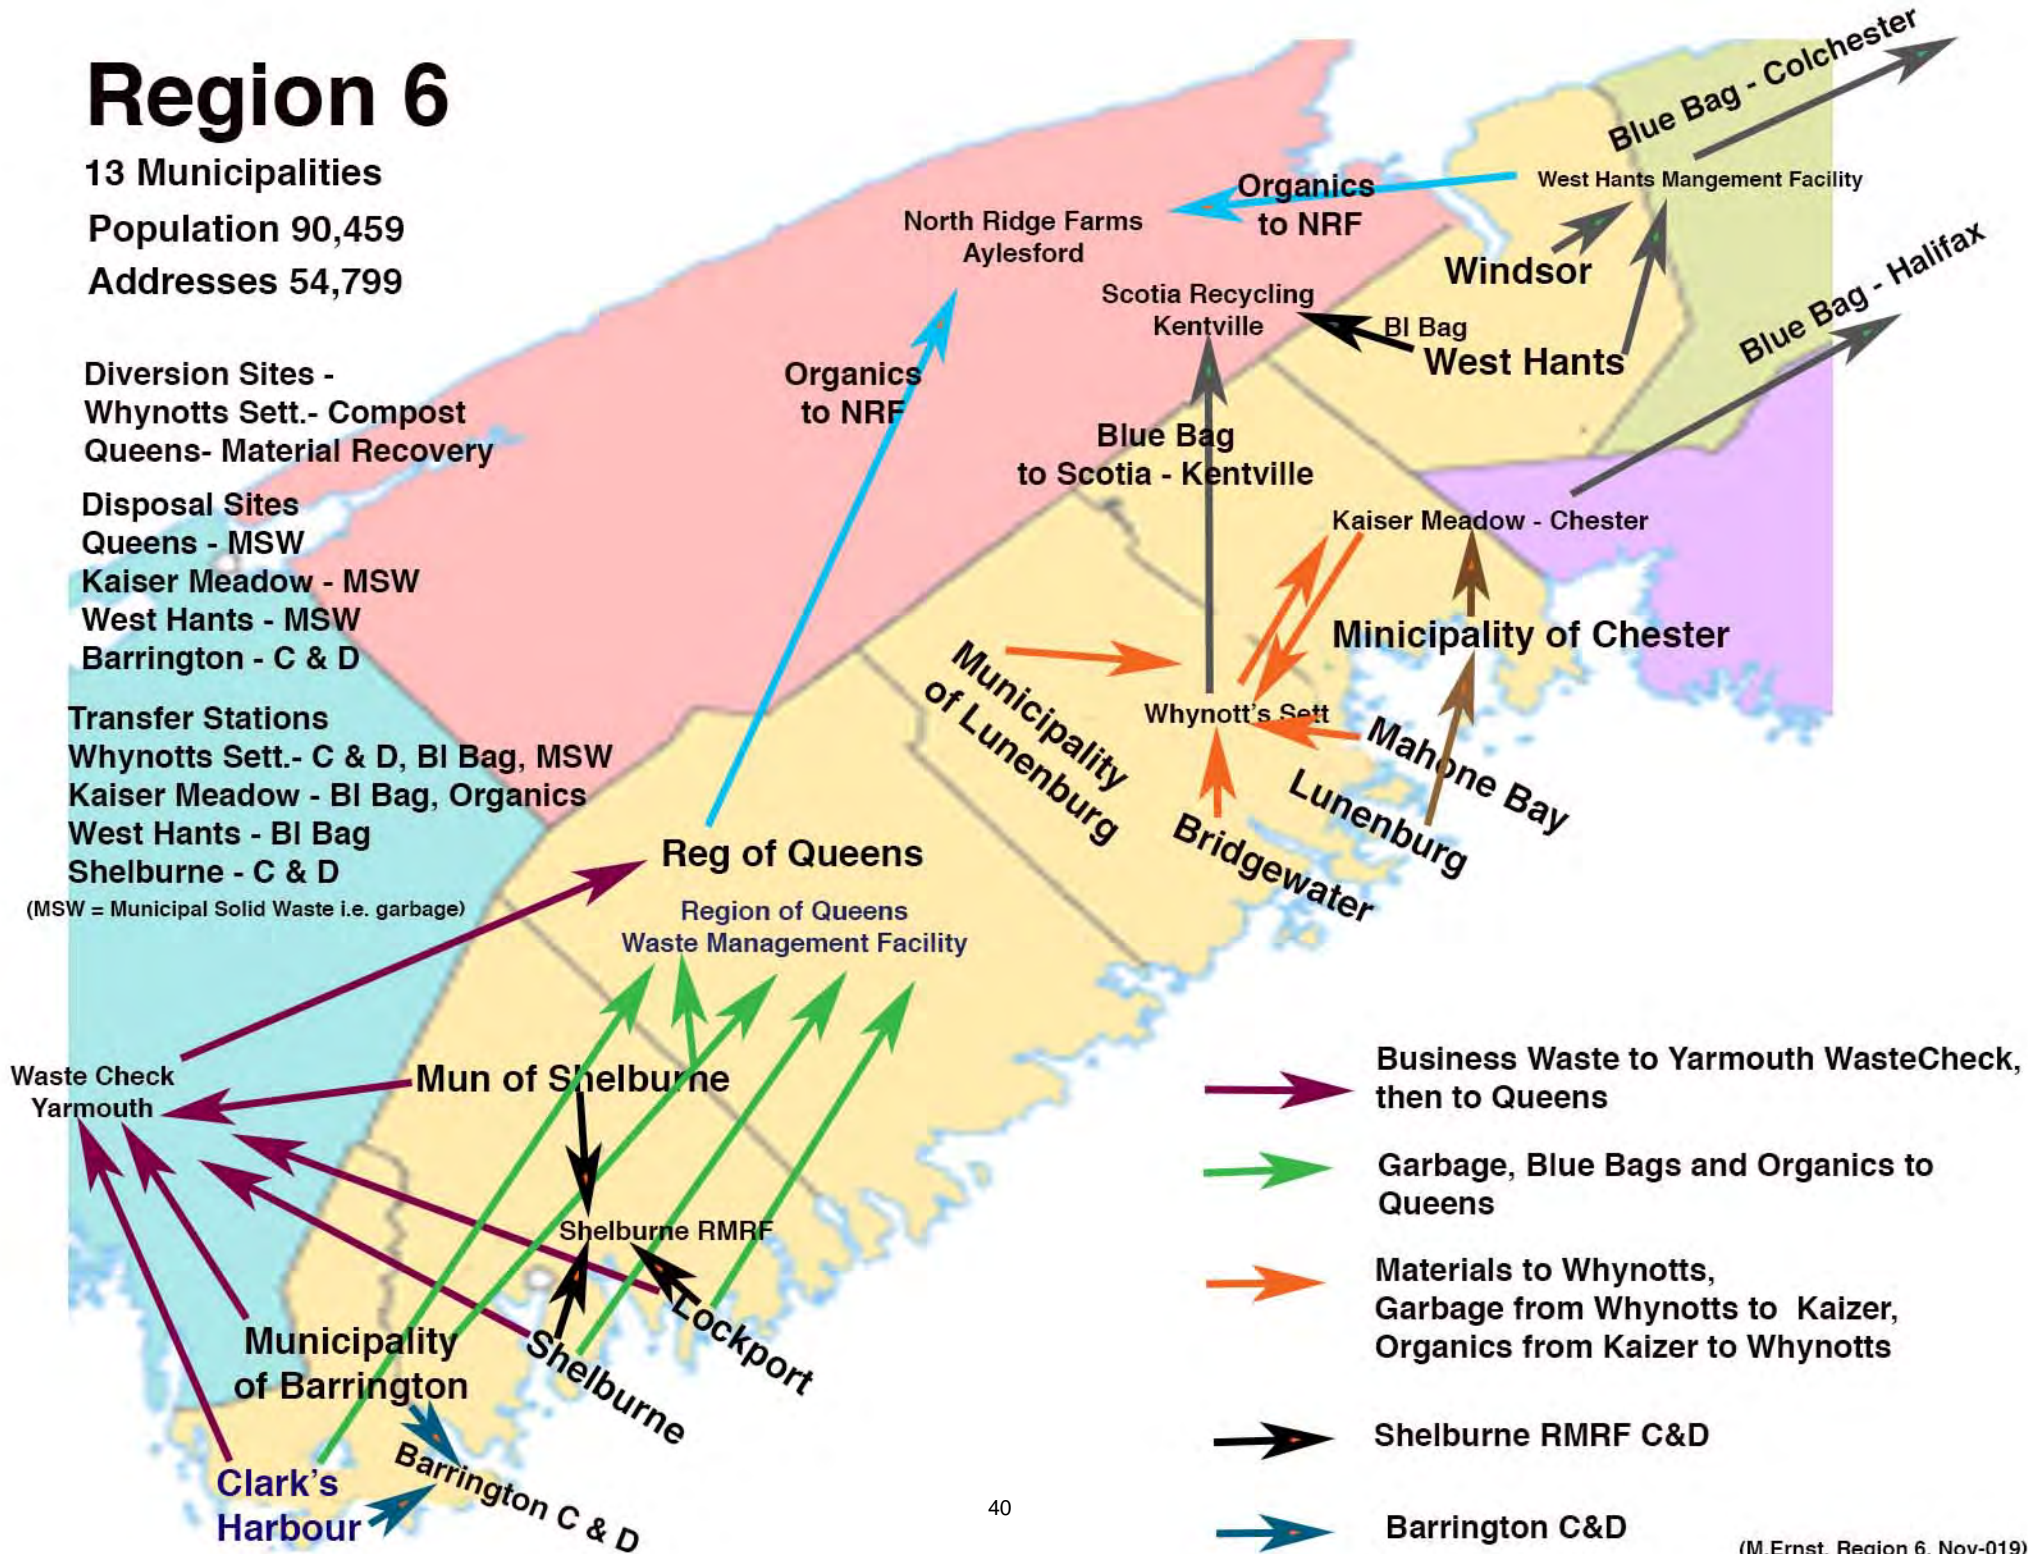 Region 6
13 Municipalities
Population 90,459
Addresses 54,799
Diversion Sites -
Whynotts Sett.- Compost
Queens- Material Recovery
Disposal Sites
Queens - MSW
Kaiser Meadow - MSW
West Hants - MSW
Barrington - C & D
Transfer Stations
Whynotts Sett.- C & D, Bl Bag, MSW
Kaiser Meadow - Bl Bag, Organics
West Hants - Bl Bag
Shelburne - C & D
(MSW = Municipal Solid Waste i.e. garbage)
Blue Bag - Colchester
West Hants Mangement Facility
Organics
to NRF
North Ridge Farms
Aylesford
Windsor
Blue Bag - Halifax
Scotia Recycling
Kentville
Bl Bag
West Hants
Organics
to NRF
Blue Bag
to Scotia - Kentville
Kaiser Meadow - Chester
Minicipality of Chester
Municipality
of Lunenburg
Whynott's Sett
Mahone Bay
Lunenburg
Bridgewater
Reg of Queens
Region of Queens
Waste Management Facility
Waste Check
Yarmouth
Mun of Shelburne
Shelburne RMRF
Lockport
Shelburne
Municipality
of Barrington
Barrington C & D
Clark's
Harbour
Business Waste to Yarmouth WasteCheck,
then to Queens
Garbage, Blue Bags and Organics to
Queens
Materials to Whynotts,
Garbage from Whynotts to Kaizer,
Organics from Kaizer to Whynotts
Shelburne RMRF C&D
Barrington C&D
40
(M.Ernst, Region 6, Nov-019)